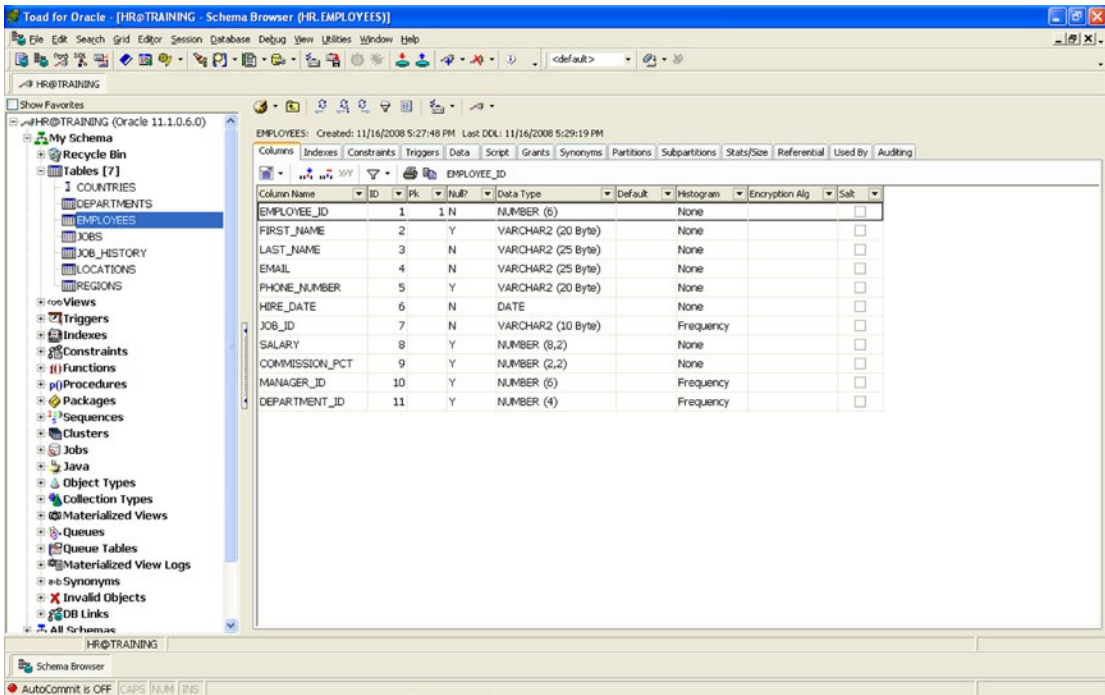 Toad for Oracle - [HR@TRAINING - Schema Browser (HR.EMPLOYEES)]
File Edit Search Grid Editor Session Database Debug View Utilities Window Help
<default>
HR@TRAINING
Show Favorites
HR@TRAINING (Oracle 11.1.0.6.0)
My Schema
Recycle Bin
Tables [7]
COUNTRIES
DEPARTMENTS
EMPLOYEES
JOBS
JOB_HISTORY
LOCATIONS
REGIONS
Views
Triggers
Indexes
Constraints
f() Functions
p() Procedures
Packages
Sequences
Clusters
Jobs
Java
Object Types
Collection Types
Materialized Views
Queues
Queue Tables
Materialized View Logs
Synonyms
Invalid Objects
DB Links
All Schemas
EMPLOYEES: Created: 11/16/2008 5:27:48 PM Last DDL: 11/16/2008 5:29:19 PM
Columns Indexes Constraints Triggers Data Script Grants Synonyms Partitions Subpartitions Stats/Size Referential Used By Auditing
EMPLOYEE_ID
Column Name ID Pk Null? Data Type Default Histogram Encryption Alg Salt
EMPLOYEE_ID 1 1 N NUMBER (6) None
FIRST_NAME 2 Y VARCHAR2 (20 Byte) None
LAST_NAME 3 N VARCHAR2 (25 Byte) None
EMAIL 4 N VARCHAR2 (25 Byte) None
PHONE_NUMBER 5 Y VARCHAR2 (20 Byte) None
HIRE_DATE 6 N DATE None
JOB_ID 7 N VARCHAR2 (10 Byte) Frequency
SALARY 8 Y NUMBER (8,2) None
COMMISSION_PCT 9 Y NUMBER (2,2) None
MANAGER_ID 10 Y NUMBER (6) Frequency
DEPARTMENT_ID 11 Y NUMBER (4) Frequency
HR@TRAINING
Schema Browser
AutoCommit is OFF CAPS NUM INS